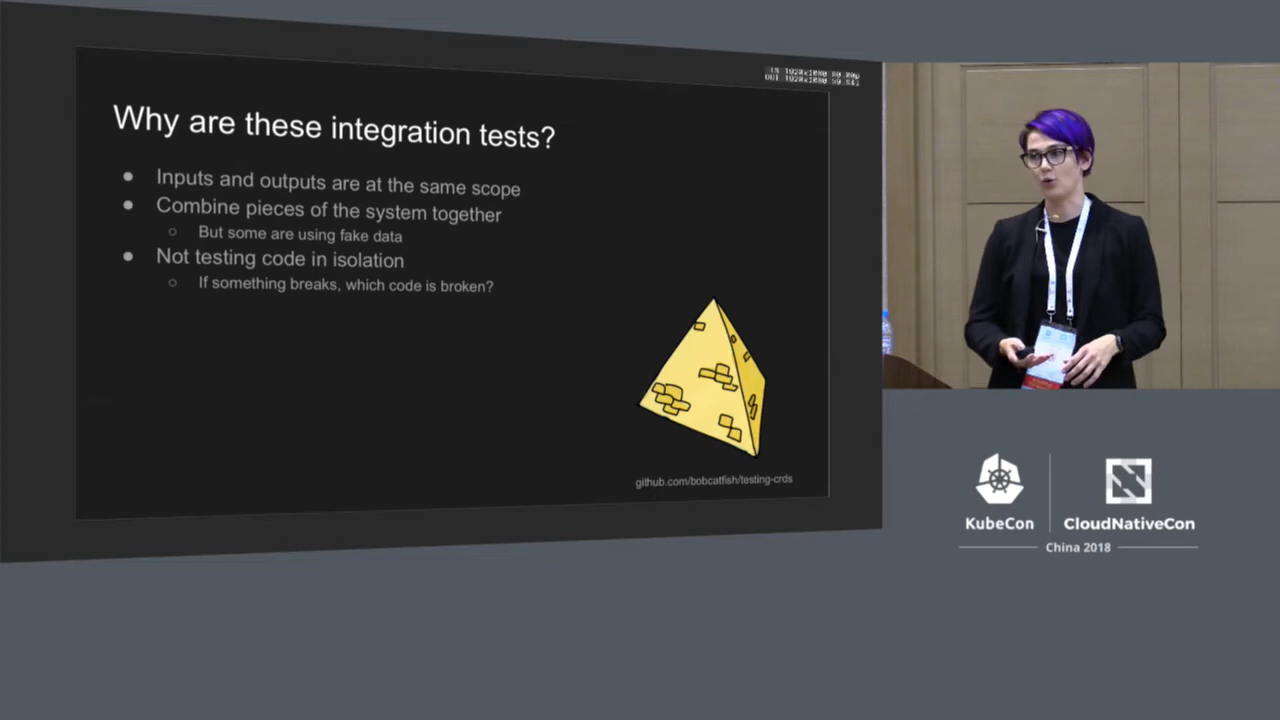 Why are these integration tests?
Inputs and outputs are at the same scope
Combine pieces of the system together
But some are using fake data
Not testing code in isolation
If something breaks, which code is broken?
github.com/bobcatfish/testing-crds
KubeCon
CloudNativeCon
China 2018